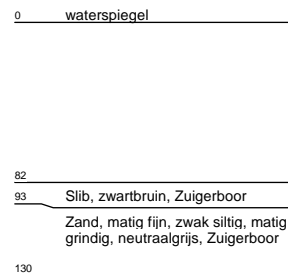 0 waterspiegel
82
93 Slib, zwartbruin, Zuigerboor
Zand, matig fijn, zwak siltig, matig
grindig, neutraalgrijs, Zuigerboor
130